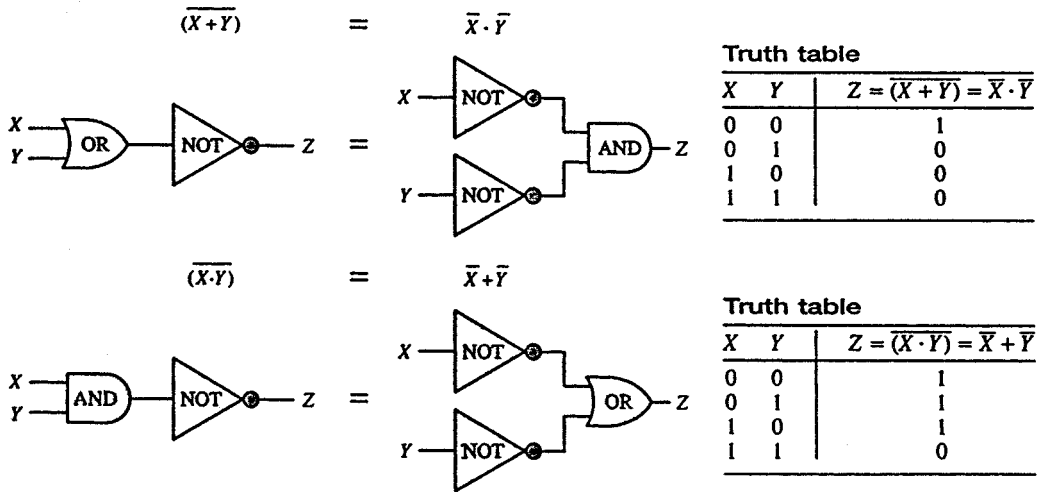 (X+Y)‾ = X̄ · Ȳ
X
Y
OR
NOT
Z
=
X
NOT
Y
NOT
AND
Z
Truth table
X Y Z = (X + Y)‾ = X̄ · Ȳ
0 0 1
0 1 0
1 0 0
1 1 0
(X·Y)‾ = X̄ + Ȳ
X
Y
AND
NOT
Z
=
X
NOT
Y
NOT
OR
Z
Truth table
X Y Z = (X · Y)‾ = X̄ + Ȳ
0 0 1
0 1 1
1 0 1
1 1 0